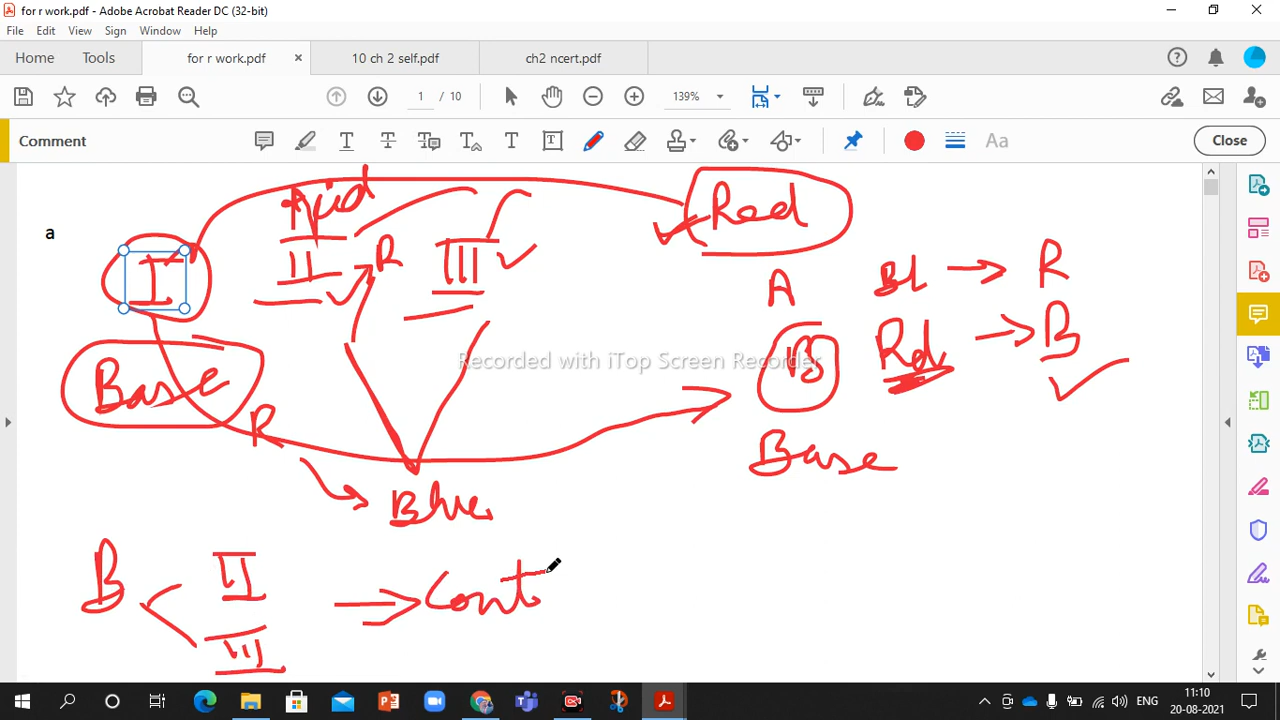 for r work.pdf - Adobe Acrobat Reader DC (32-bit)
File Edit View Sign Window Help
Home Tools for r work.pdf × 10 ch 2 self.pdf ch2 ncert.pdf
1 / 10 139%
Comment Close
Acid Red
a
I II R III A Bl → R
B Rd → B
Recorded with iTop Screen Recorder
Base
R Base
Blue
B II ⇒ Cont
III
ENG 11:10
20-08-2021